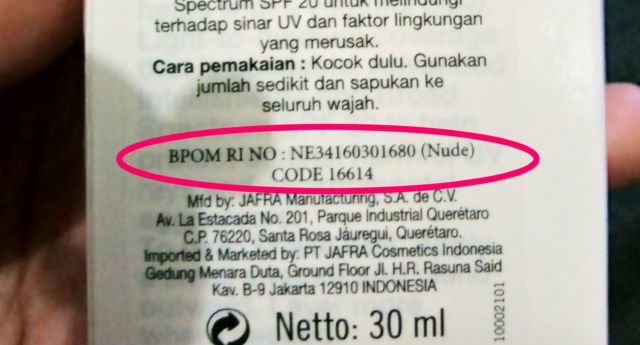 Spectrum SPF 20 untuk melindungi
terhadap sinar UV dan faktor lingkungan
yang merusak.
Cara pemakaian : Kocok dulu. Gunakan
jumlah sedikit dan sapukan ke
seluruh wajah.
BPOM RI NO : NE34160301680 (Nude)
CODE 16614
Mfd by: JAFRA Manufacturing, S.A. de C.V.
Av. La Estacada No. 201, Parque Industrial Querétaro
C.P. 76220, Santa Rosa Jáuregui, Querétaro.
Imported & Marketed by: PT JAFRA Cosmetics Indonesia
Gedung Menara Duta, Ground Floor Jl. H.R. Rasuna Said
Kav. B-9 Jakarta 12910 INDONESIA
Netto: 30 ml
10002101